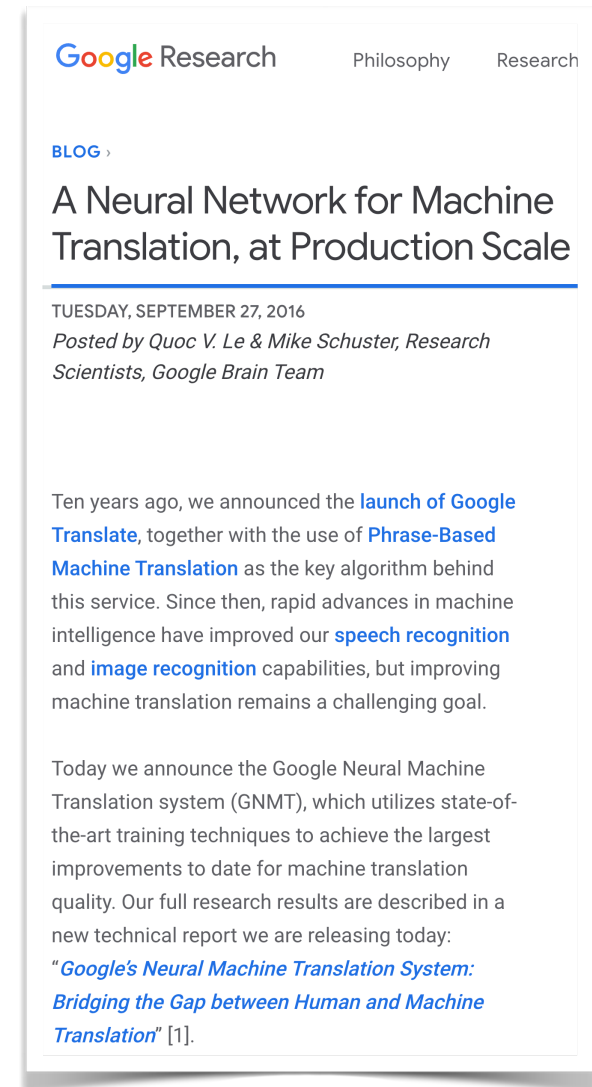 Google Research
Philosophy
Research
BLOG ›
A Neural Network for Machine
Translation, at Production Scale
TUESDAY, SEPTEMBER 27, 2016
Posted by Quoc V. Le & Mike Schuster, Research
Scientists, Google Brain Team
Ten years ago, we announced the launch of Google
Translate, together with the use of Phrase-Based
Machine Translation as the key algorithm behind
this service. Since then, rapid advances in machine
intelligence have improved our speech recognition
and image recognition capabilities, but improving
machine translation remains a challenging goal.
Today we announce the Google Neural Machine
Translation system (GNMT), which utilizes state-of-
the-art training techniques to achieve the largest
improvements to date for machine translation
quality. Our full research results are described in a
new technical report we are releasing today:
“Google’s Neural Machine Translation System:
Bridging the Gap between Human and Machine
Translation” [1].